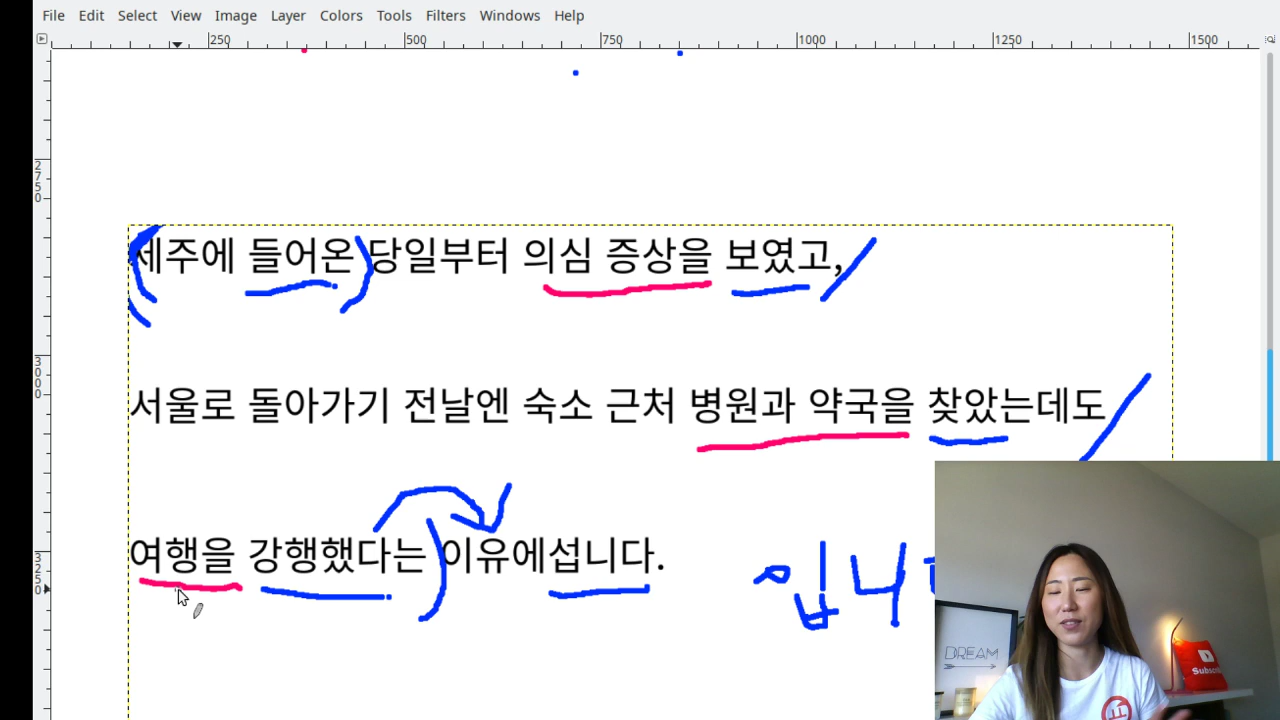 File Edit Select View Image Layer Colors Tools Filters Windows Help
250 500 750 1000 1250 1500
2750
제주에 들어온 당일부터 의심 증상을 보였고,
3000
서울로 돌아가기 전날엔 숙소 근처 병원과 약국을 찾았는데도
3250
여행을 강행했다는 이유에섭니다.
입니
DREAM
Subscribe